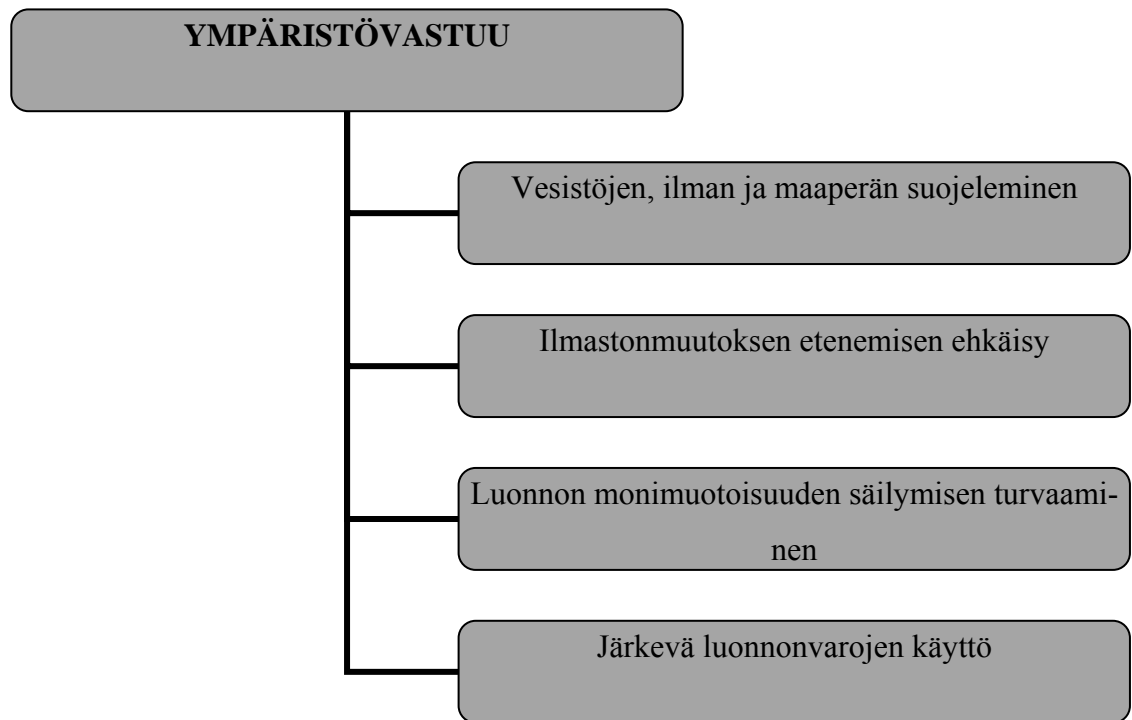 YMPÄRISTÖVASTUU
Vesistöjen, ilman ja maaperän suojeleminen
Ilmastonmuutoksen etenemisen ehkäisy
Luonnon monimuotoisuuden säilymisen turvaami-
nen
Järkevä luonnonvarojen käyttö